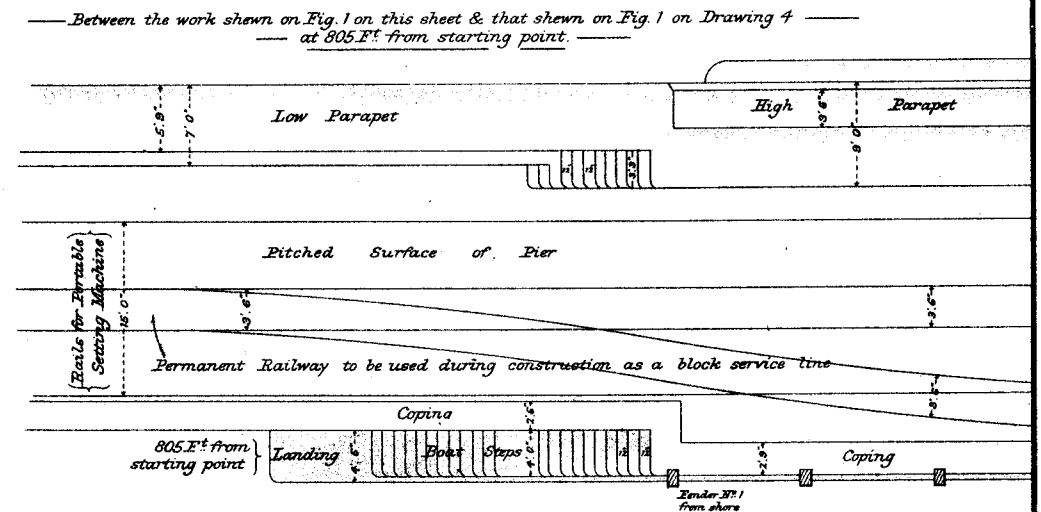 Between the work shewn on Fig. 1 on this sheet & that shewn on Fig. 1 on Drawing 4
at 805 Ft from starting point.
Low Parapet
High Parapet
5'.9"
7'.0"
3'.6"
9'.0"
3'.3"
12"
12"
Pitched Surface of Pier
Rails for Portable
Setting Machine
15'.0"
3'.6"
3'.6"
Permanent Railway to be used during construction as a block service line
3'.6"
Coping
2'.6"
805 Ft from
starting point
Landing
4'.6"
Boat Steps
4'.0"
12"
12"
2'.9"
Coping
Fender No. 1
from shore